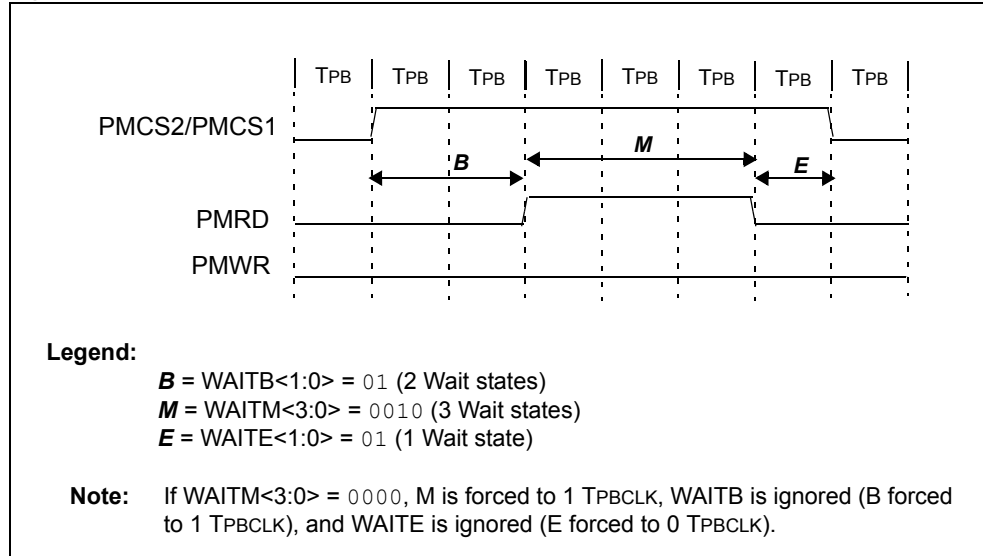 TPB TPB TPB TPB TPB TPB TPB TPB
PMCS2/PMCS1
B M E
PMRD
PMWR
Legend:
B = WAITB<1:0> = 01 (2 Wait states)
M = WAITM<3:0> = 0010 (3 Wait states)
E = WAITE<1:0> = 01 (1 Wait state)
Note: If WAITM<3:0> = 0000, M is forced to 1 TPBCLK, WAITB is ignored (B forced
to 1 TPBCLK), and WAITE is ignored (E forced to 0 TPBCLK).